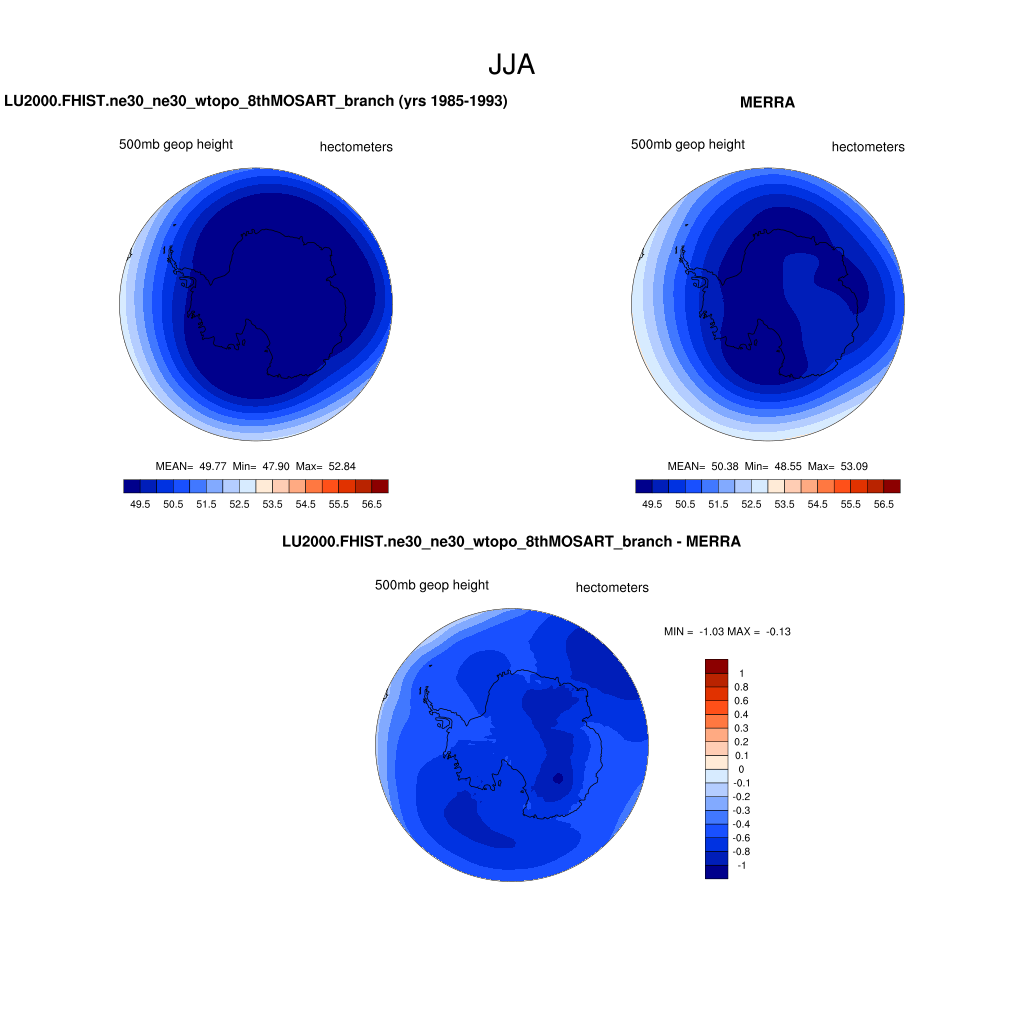 JJA
LU2000.FHIST.ne30_ne30_wtopo_8thMOSART_branch (yrs 1985-1993)
MERRA
500mb geop height
hectometers
500mb geop height
hectometers
MEAN= 49.77 Min= 47.90 Max= 52.84
MEAN= 50.38 Min= 48.55 Max= 53.09
49.5 50.5 51.5 52.5 53.5 54.5 55.5 56.5
49.5 50.5 51.5 52.5 53.5 54.5 55.5 56.5
LU2000.FHIST.ne30_ne30_wtopo_8thMOSART_branch - MERRA
500mb geop height
hectometers
MIN = -1.03 MAX = -0.13
1
0.8
0.6
0.4
0.3
0.2
0.1
0
-0.1
-0.2
-0.3
-0.4
-0.6
-0.8
-1